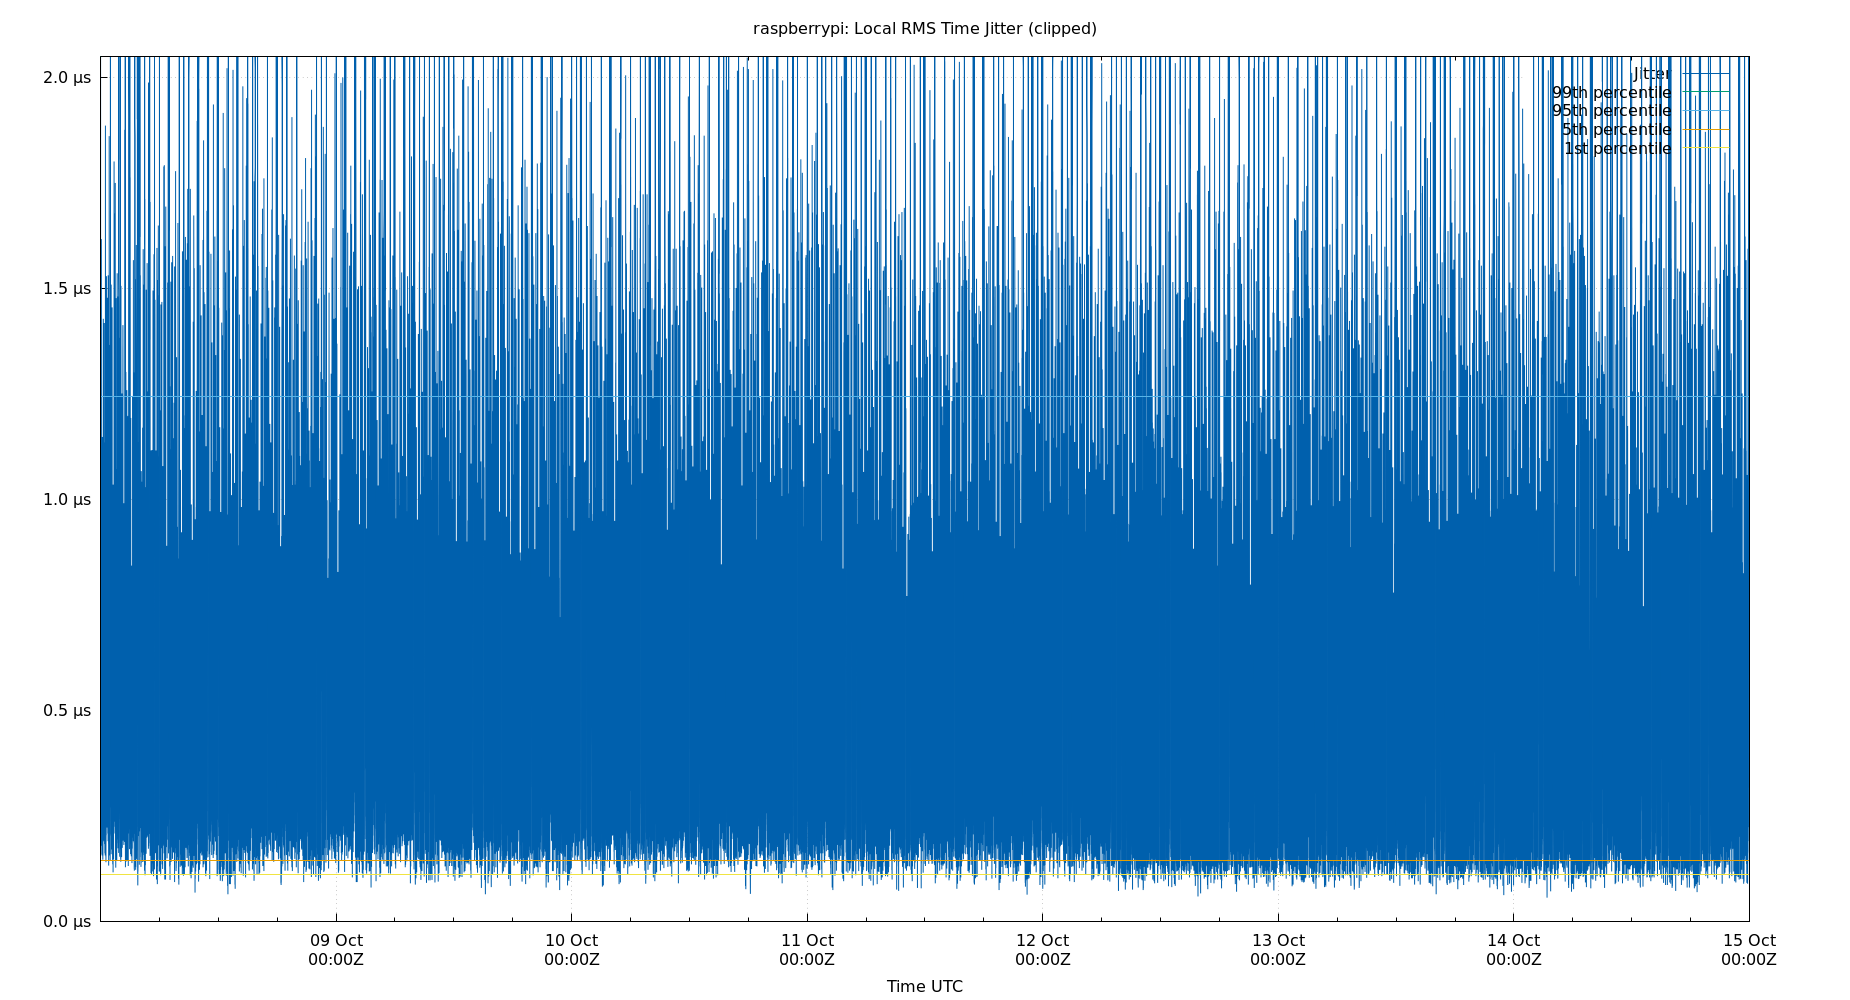 raspberrypi: Local RMS Time Jitter (clipped)
2.0 µs
1.5 µs
1.0 µs
0.5 µs
0.0 µs
Jitter
99th percentile
95th percentile
5th percentile
1st percentile
09 Oct 10 Oct 11 Oct 12 Oct 13 Oct 14 Oct 15 Oct
00:00Z 00:00Z 00:00Z 00:00Z 00:00Z 00:00Z 00:00Z
Time UTC